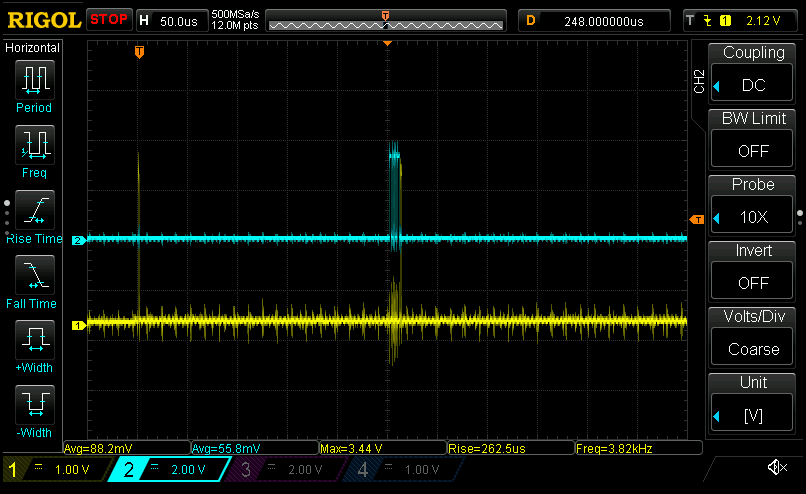 RIGOL STOP H 50.0us 500MSa/s 12.0M pts T D 248.000000us T 1 2.12 V
Horizontal
Period
Freq
Rise Time
Fall Time
+Width
-Width
T
2
1
T
CH2
Coupling
DC
BW Limit
OFF
Probe
10X
Invert
OFF
Volts/Div
Coarse
Unit
[V]
Avg=88.2mV Avg=55.8mV Max=3.44 V Rise=262.5us Freq=3.82kHz
1 1.00 V 2 2.00 V 3 2.00 V 4 1.00 V